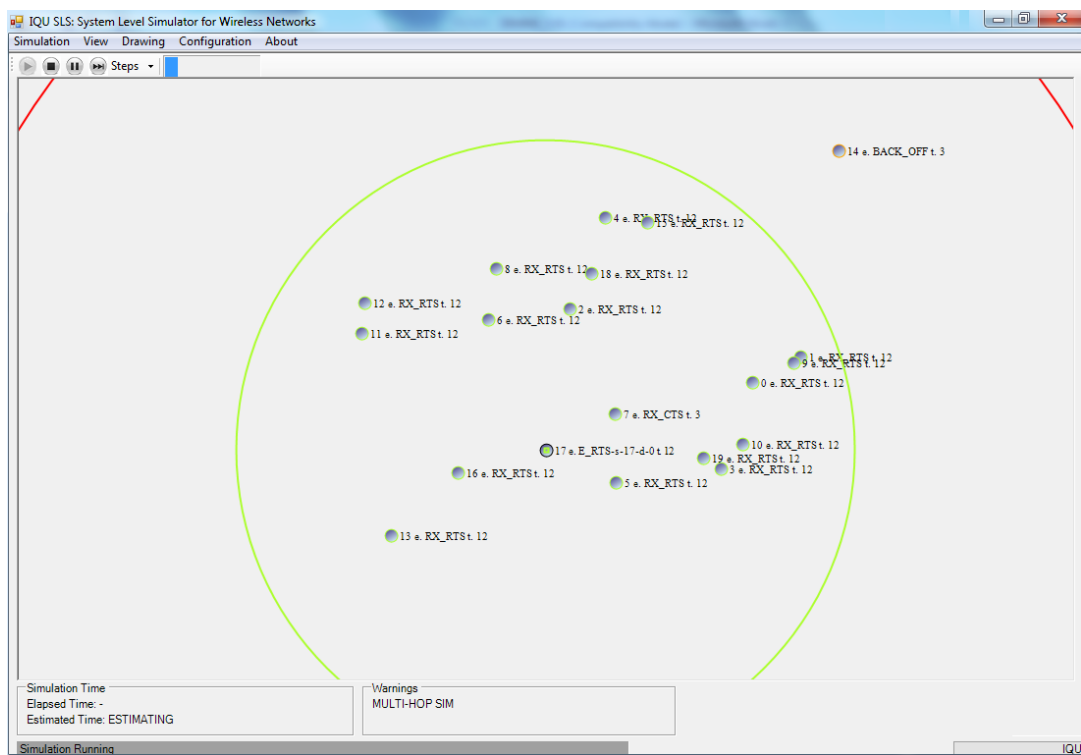 IQU SLS: System Level Simulator for Wireless Networks
Simulation View Drawing Configuration About
Steps
14 e. BACK_OFF t. 3
4 e. RX_RTS t. 12
15 e. RX_RTS t. 12
8 e. RX_RTS t. 12
18 e. RX_RTS t. 12
12 e. RX_RTS t. 12
2 e. RX_RTS t. 12
6 e. RX_RTS t. 12
11 e. RX_RTS t. 12
1 e. RX_RTS t. 12
9 e. RX_RTS t. 12
0 e. RX_RTS t. 12
7 e. RX_CTS t. 3
10 e. RX_RTS t. 12
17 e. E_RTS-s-17-d-0 t. 12
19 e. RX_RTS t. 12
3 e. RX_RTS t. 12
16 e. RX_RTS t. 12
5 e. RX_RTS t. 12
13 e. RX_RTS t. 12
Simulation Time
Elapsed Time: -
Estimated Time: ESTIMATING
Warnings
MULTI-HOP SIM
Simulation Running
IQU